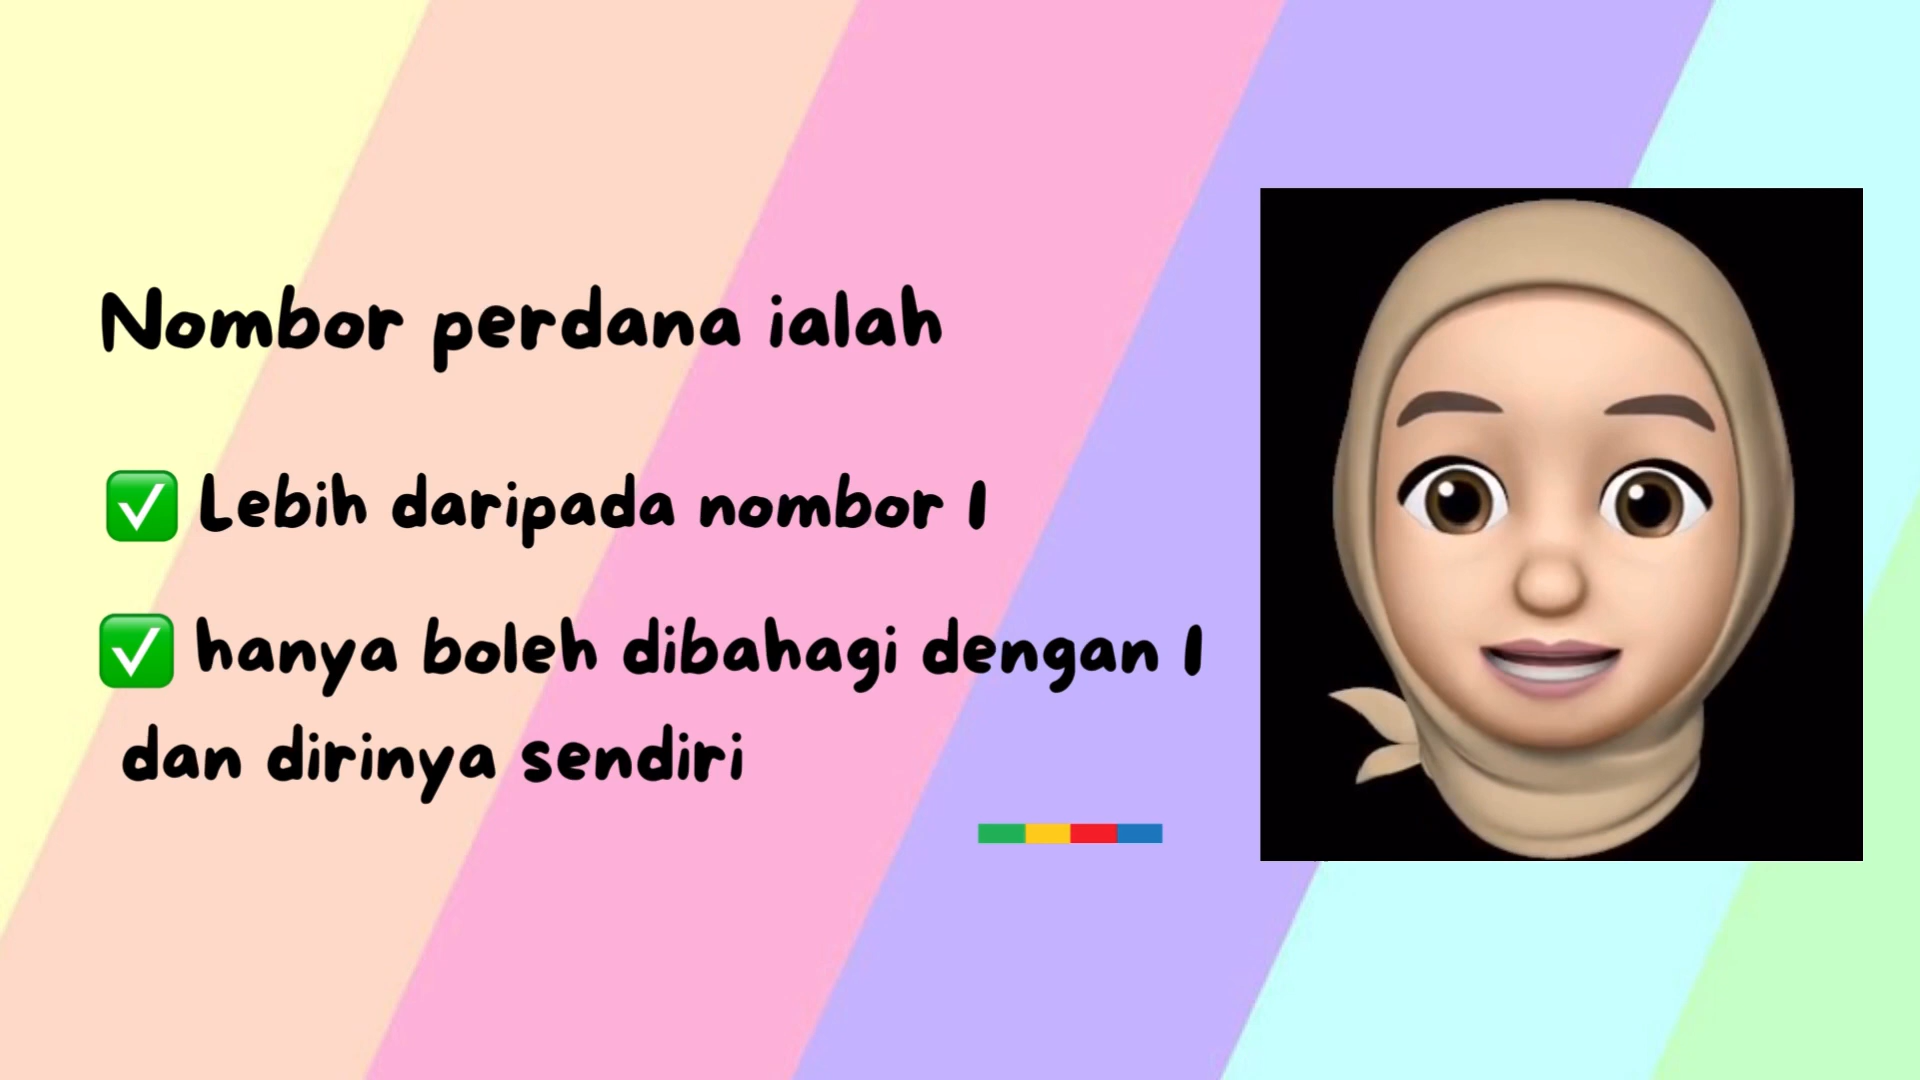 Nombor perdana ialah
✅ Lebih daripada nombor 1
✅ hanya boleh dibahagi dengan 1
dan dirinya sendiri